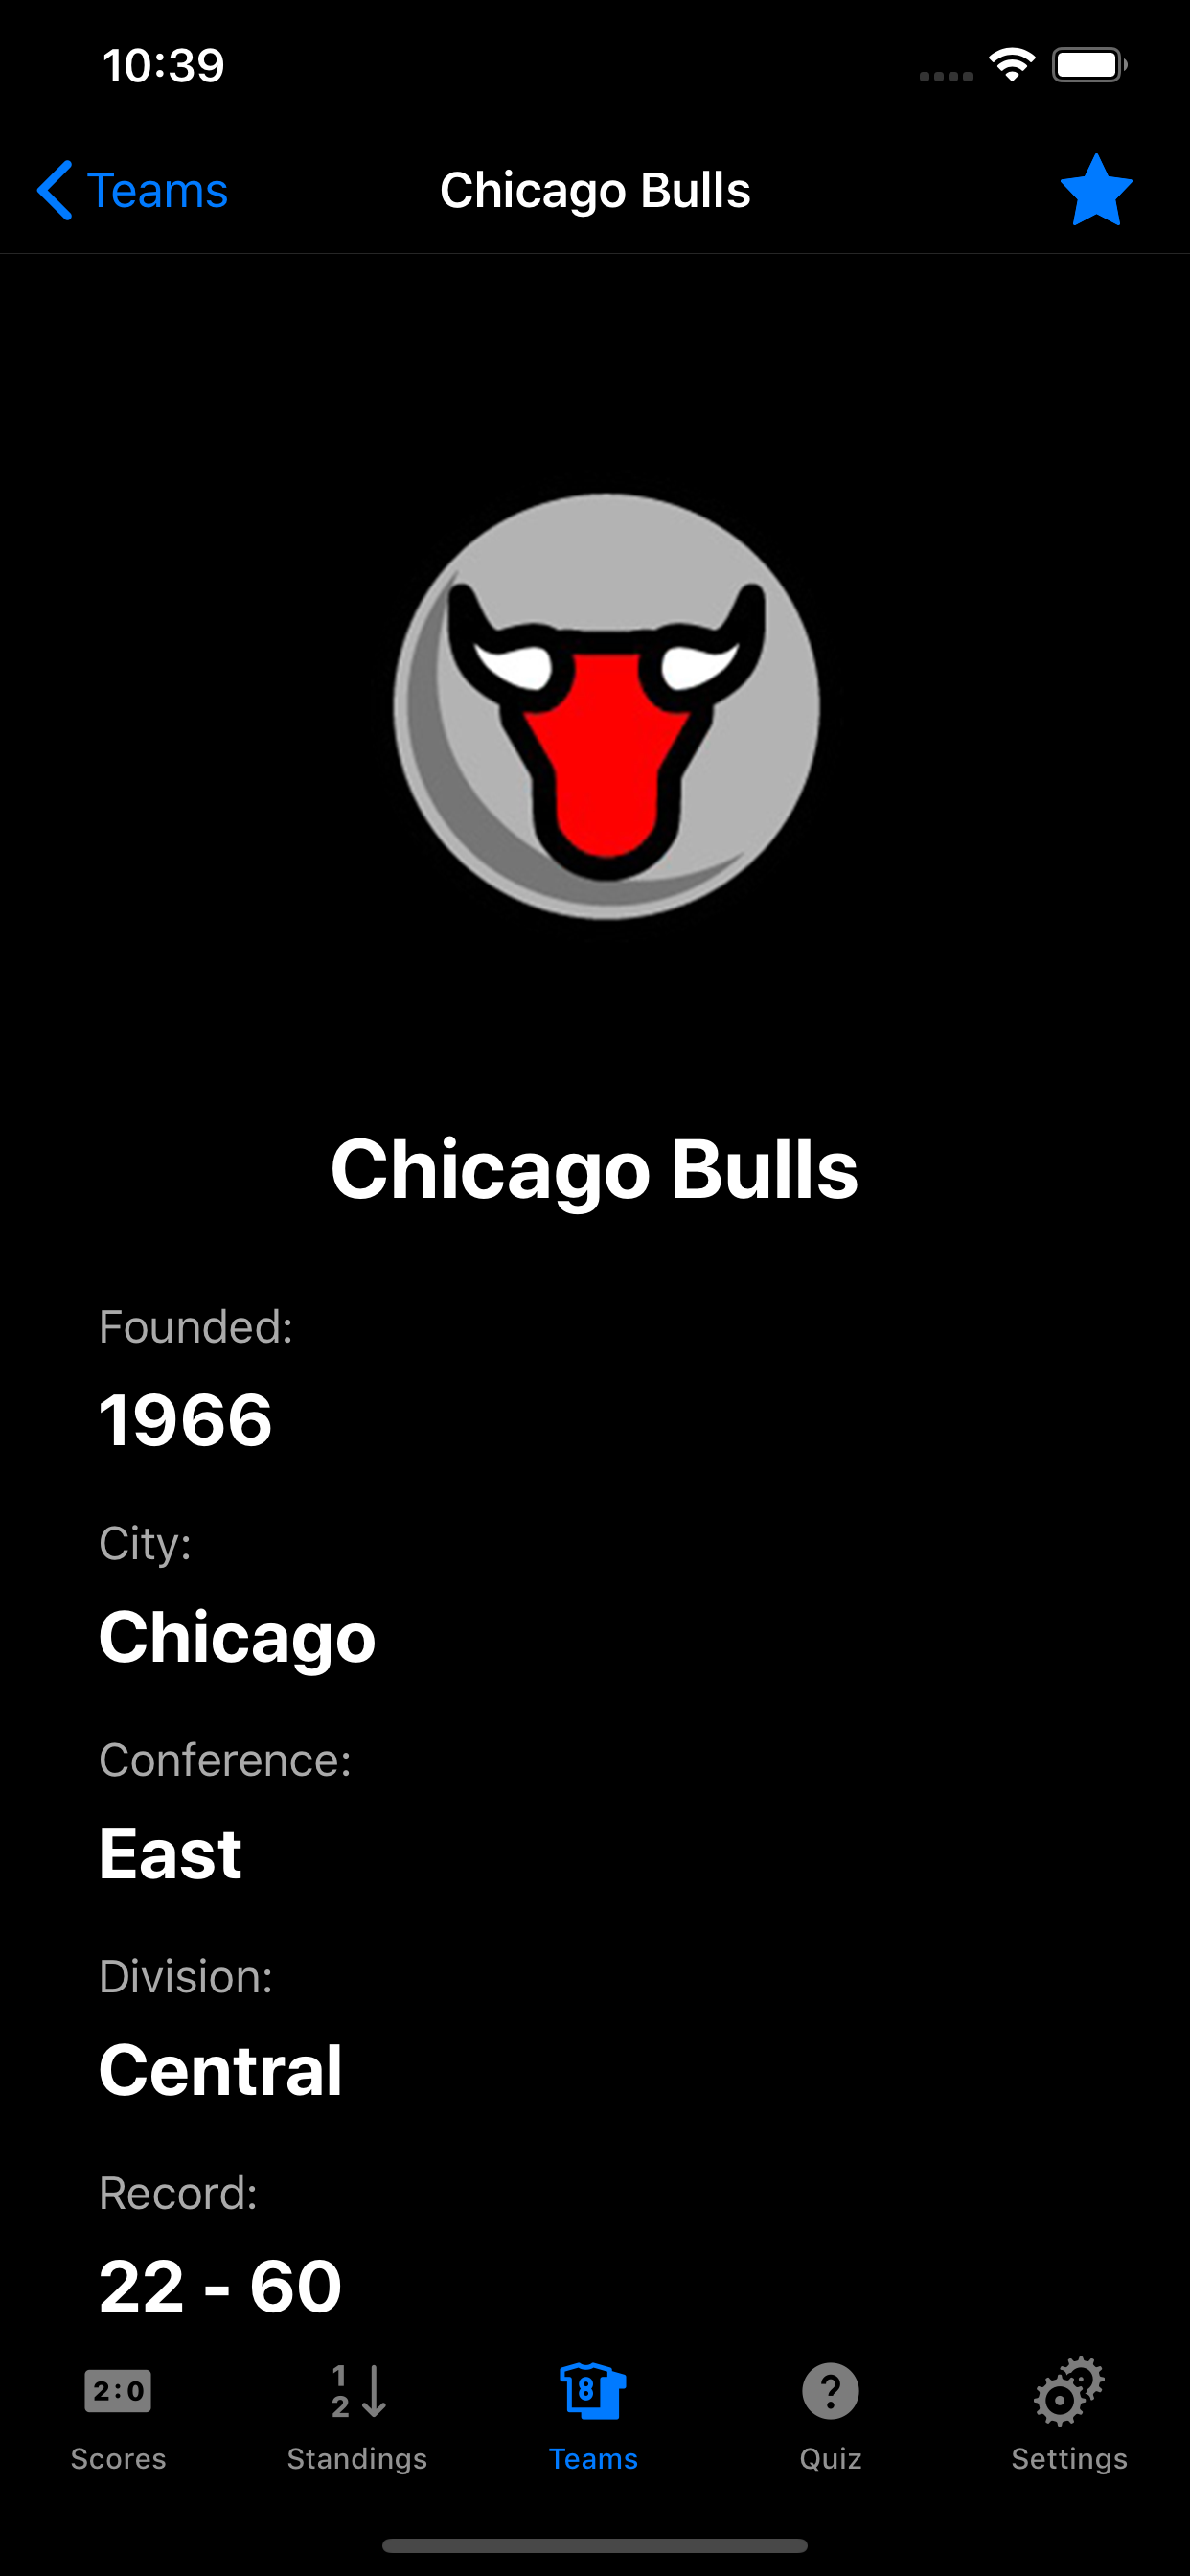 10:39
Teams
Chicago Bulls
Chicago Bulls
Founded:
1966
City:
Chicago
Conference:
East
Division:
Central
Record:
22 - 60
2:0
1
2
8
?
Scores
Standings
Teams
Quiz
Settings